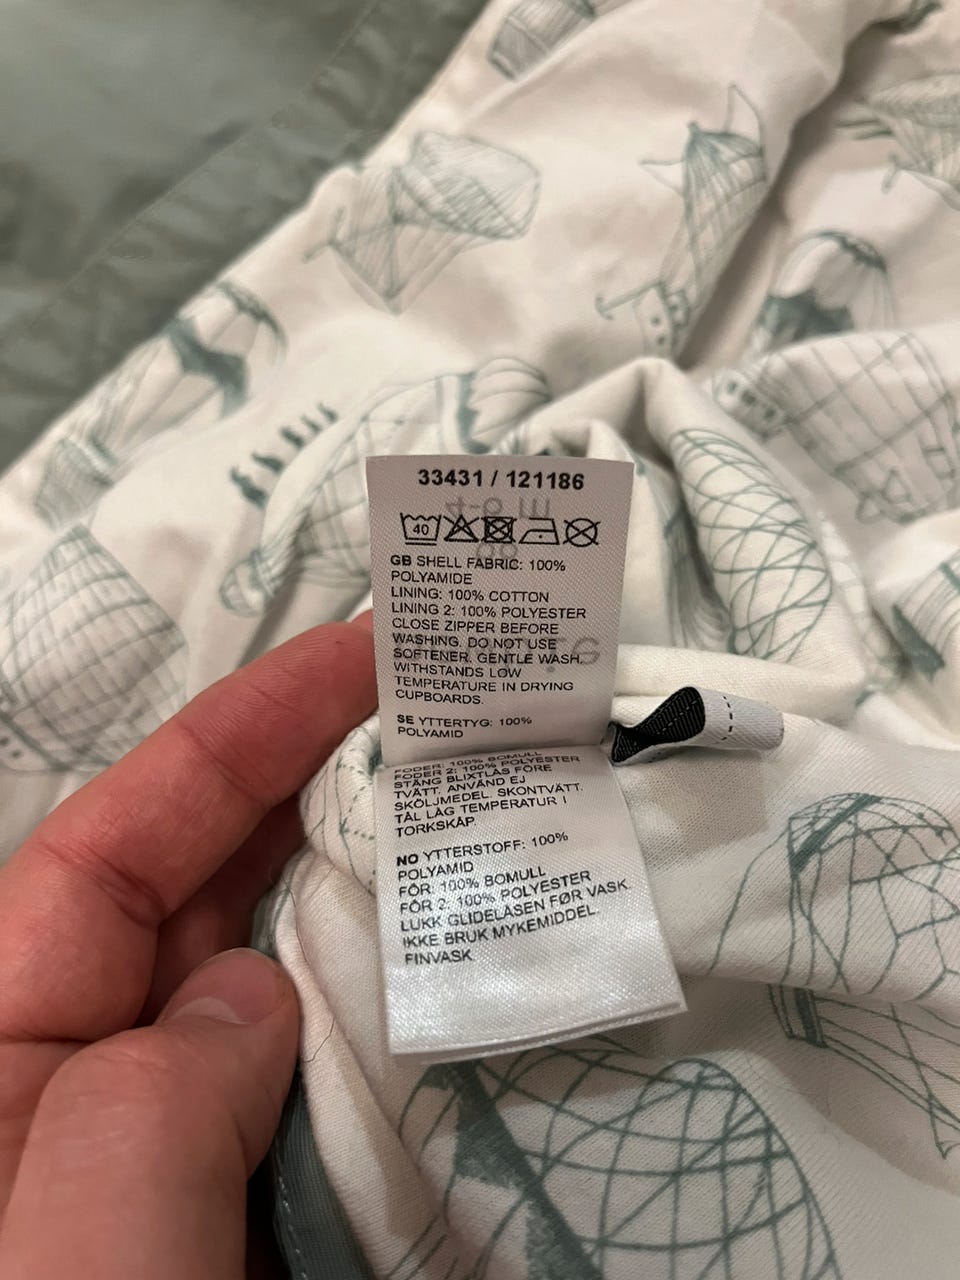 33431 / 121186
40
GB SHELL FABRIC: 100%
POLYAMIDE
LINING: 100% COTTON
LINING 2: 100% POLYESTER
CLOSE ZIPPER BEFORE
WASHING. DO NOT USE
SOFTENER. GENTLE WASH.
WITHSTANDS LOW
TEMPERATURE IN DRYING
CUPBOARDS.
SE YTTERTYG: 100%
POLYAMID
FODER: 100% BOMULL
FODER 2: 100% POLYESTER
STÄNG BLIXTLÅS FÖRE
TVÄTT. ANVÄND EJ
SKÖLJMEDEL. SKONTVÄTT.
TÅL LÅG TEMPERATUR I
TORKSKÅP.
NO YTTERSTOFF: 100%
POLYAMID
FÔR: 100% BOMULL
FÔR 2: 100% POLYESTER
LUKK GLIDELÅSEN FØR VASK.
IKKE BRUK MYKEMIDDEL.
FINVASK